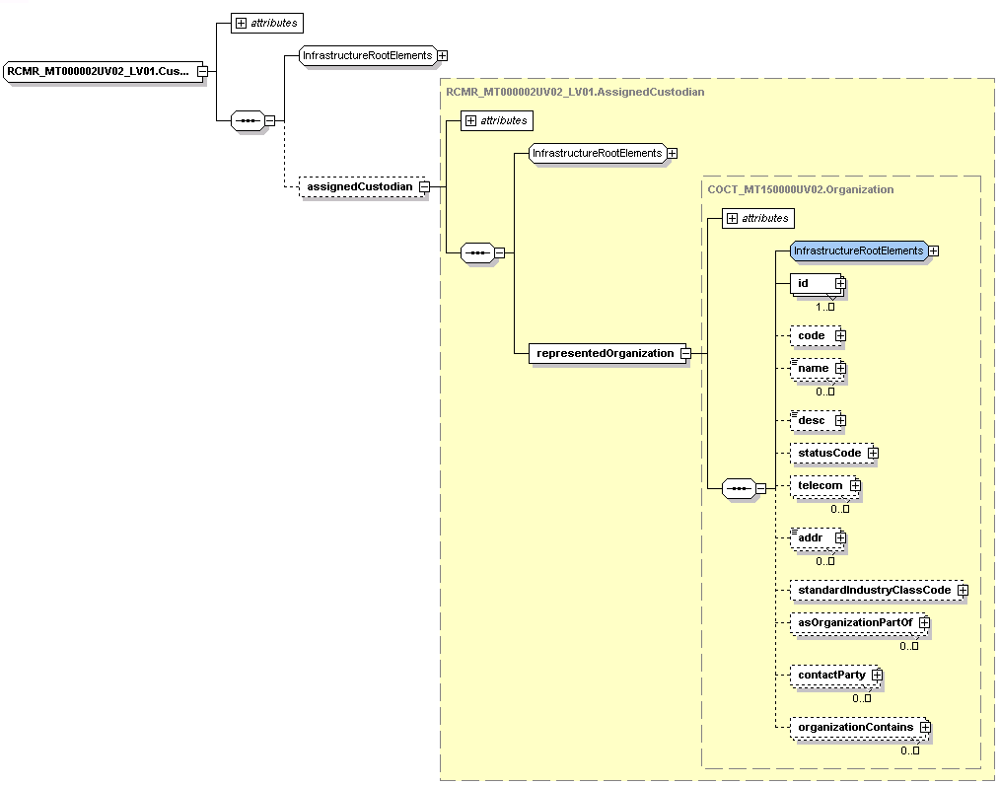 attributes
InfrastructureRootElements
RCMR_MT000002UV02_LV01.Cus...
RCMR_MT000002UV02_LV01.AssignedCustodian
attributes
InfrastructureRootElements
assignedCustodian
COCT_MT150000UV02.Organization
attributes
InfrastructureRootElements
id
1..
code
representedOrganization
name
0..
desc
statusCode
telecom
0..
addr
0..
standardIndustryClassCode
asOrganizationPartOf
0..
contactParty
0..
organizationContains
0..